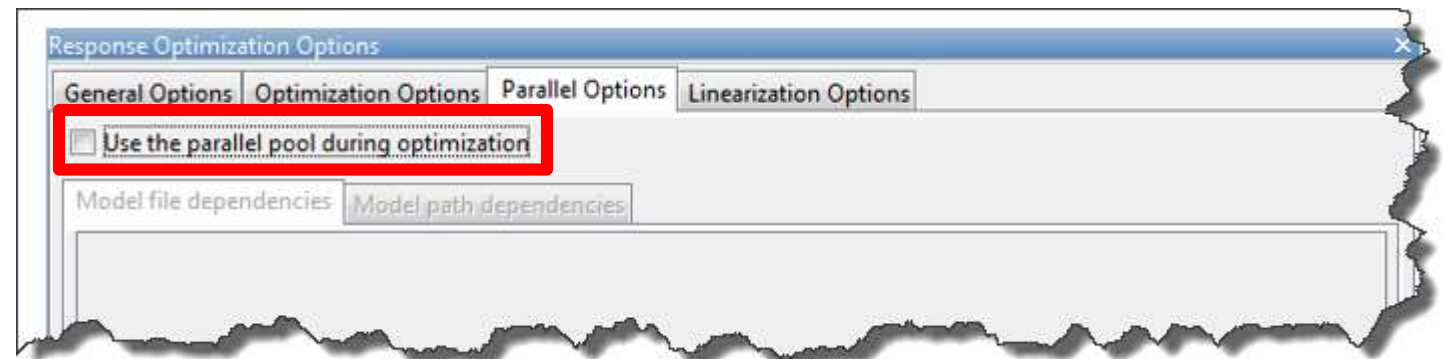 Response Optimization Options
General Options Optimization Options Parallel Options Linearization Options
Use the parallel pool during optimization
Model file dependencies Model path dependencies